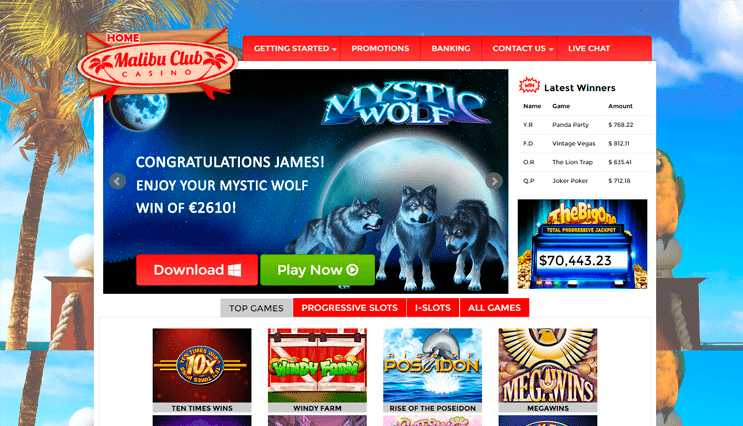 HOME
Malibu Club
CASINO
GETTING STARTED
PROMOTIONS
BANKING
CONTACT US
LIVE CHAT
MYSTIC
WOLF
CONGRATULATIONS JAMES!
ENJOY YOUR MYSTIC WOLF
WIN OF €2610!
Download
Play Now
WIN
Latest Winners
Name Game Amount
Y.R Panda Party $ 768.22
F.D Vintage Vegas $ 812.11
O.R The Lion Trap $ 635.41
Q.P Joker Poker $ 712.18
TheBigOne
TOTAL PROGRESSIVE JACKPOT
$70,443.23
TOP GAMES
PROGRESSIVE SLOTS
I-SLOTS
ALL GAMES
TEN TIMES WINS
10X
TEN TIMES WINS
WINDY FARM
WINDY FARM
RISE OF
POSEIDON
RISE OF THE POSEIDON
MEGAWINS
MEGAWINS